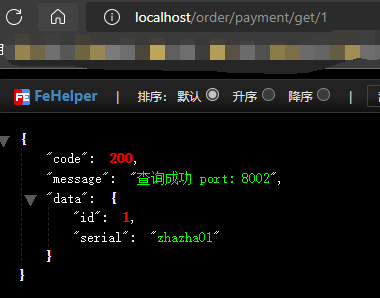 localhost/order/payment/get/1
FeHelper | 排序: 默认 升序 降序 |
{
"code": 200,
"message": "查询成功 port: 8002",
"data": {
"id": 1,
"serial": "zhazha01"
}
}